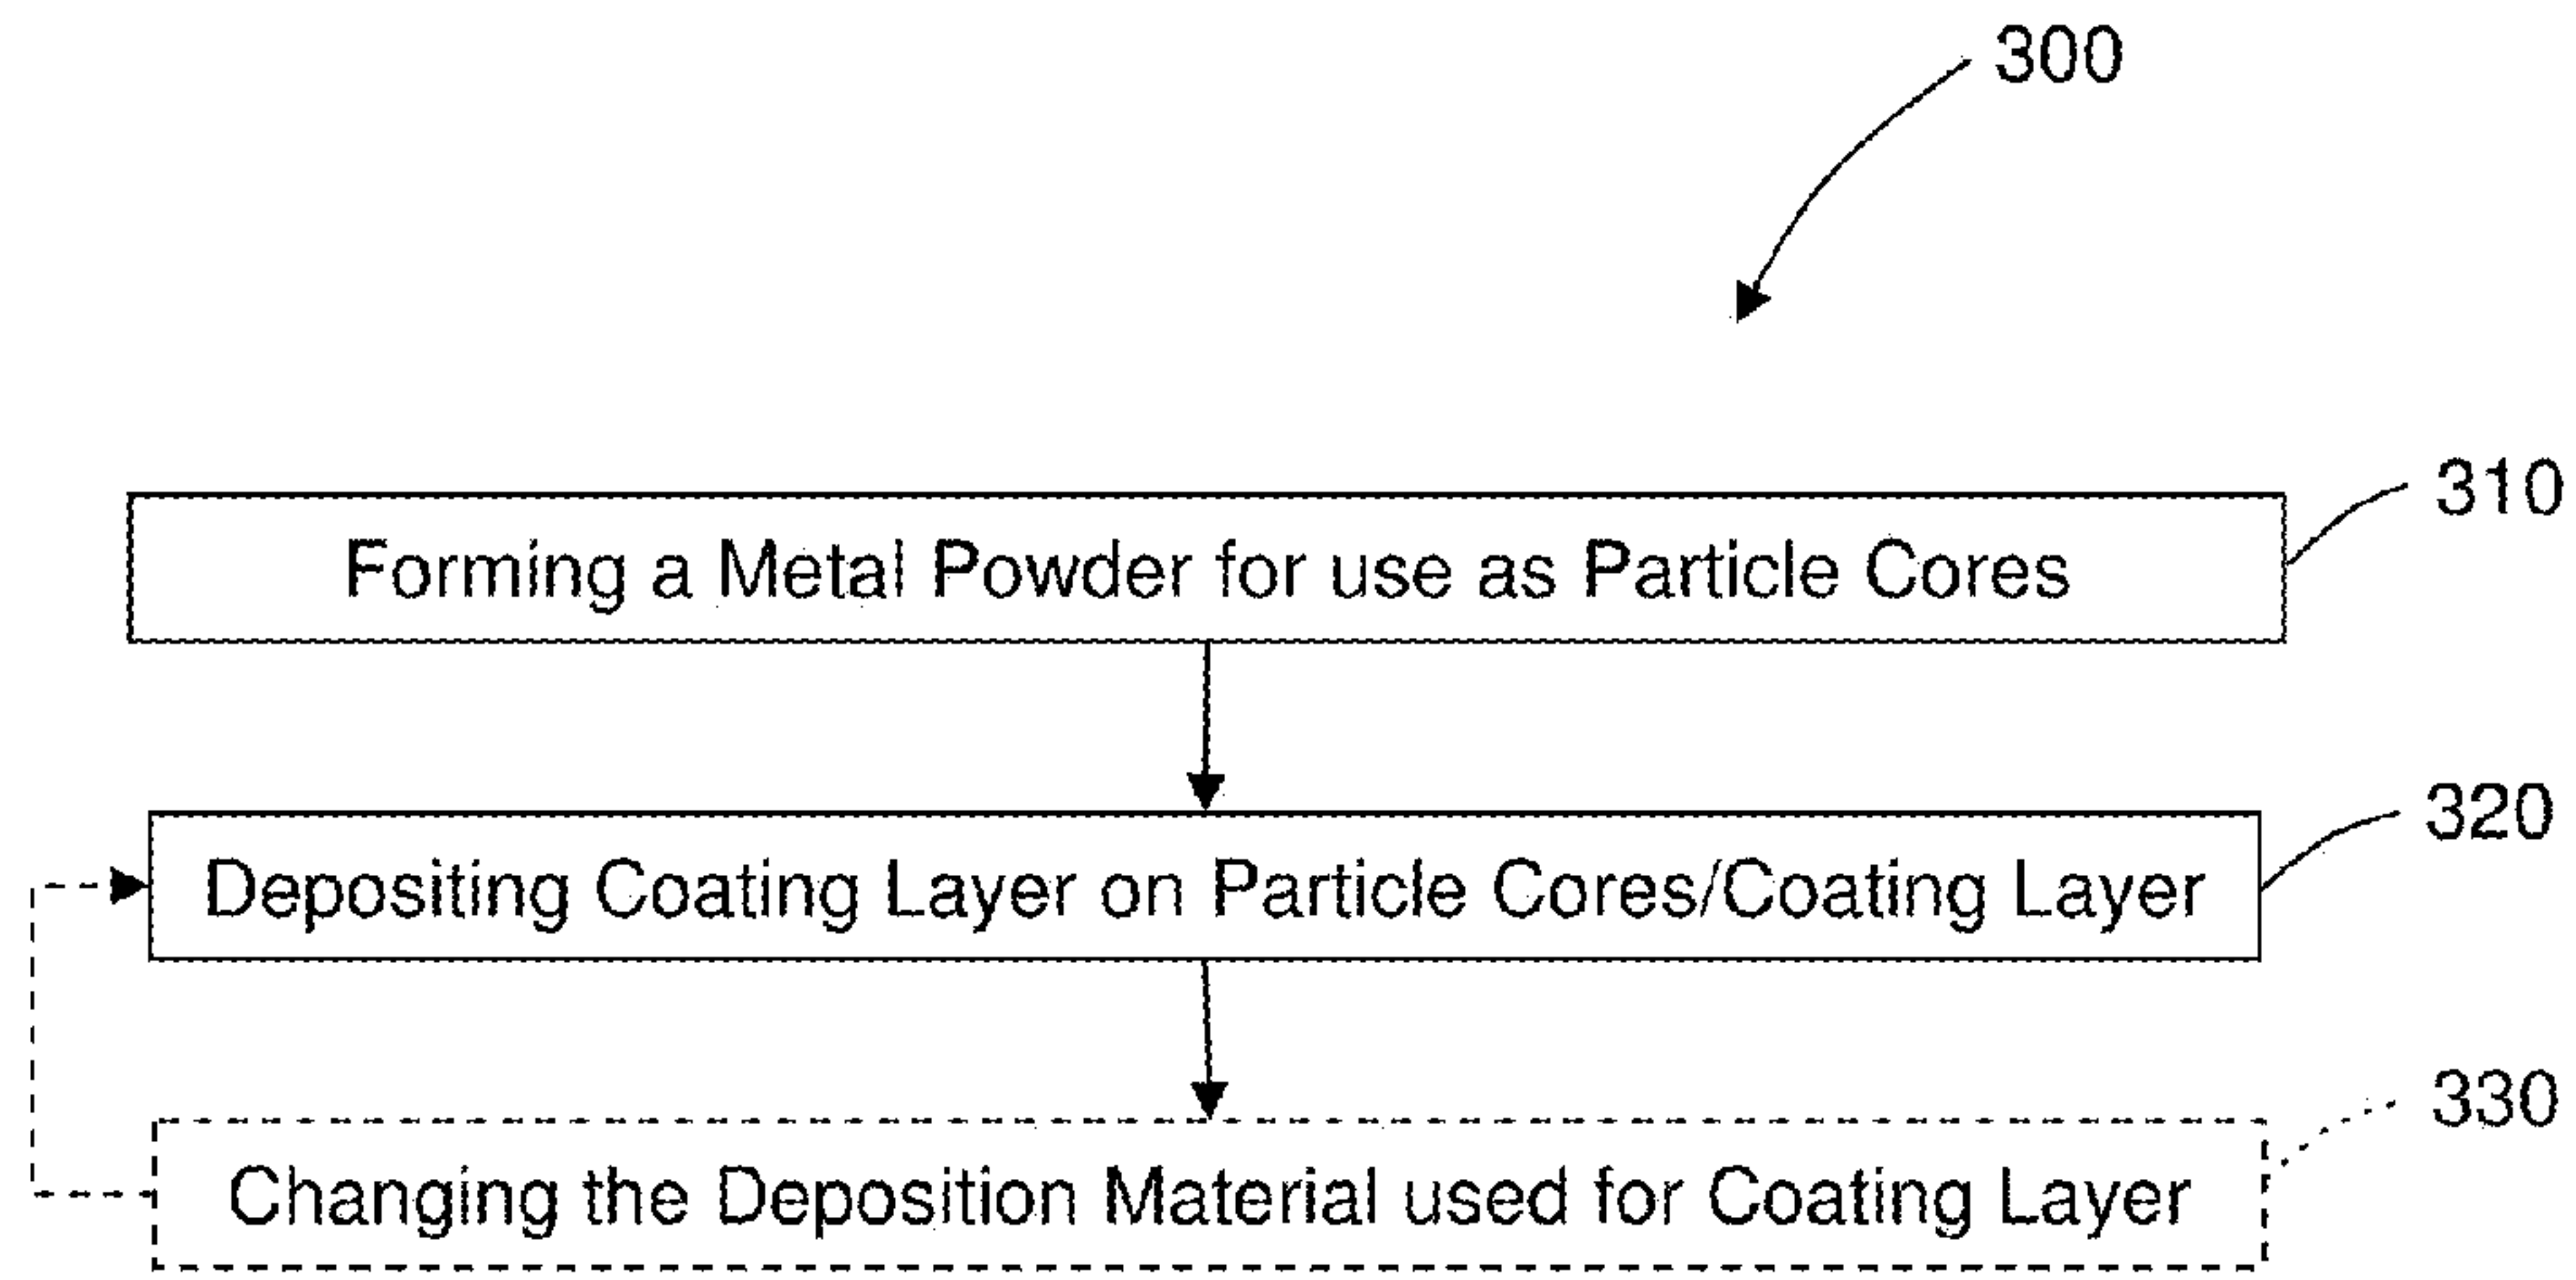 300
310
Forming a Metal Powder for use as Particle Cores
320
Depositing Coating Layer on Particle Cores/Coating Layer
330
Changing the Deposition Material used for Coating Layer